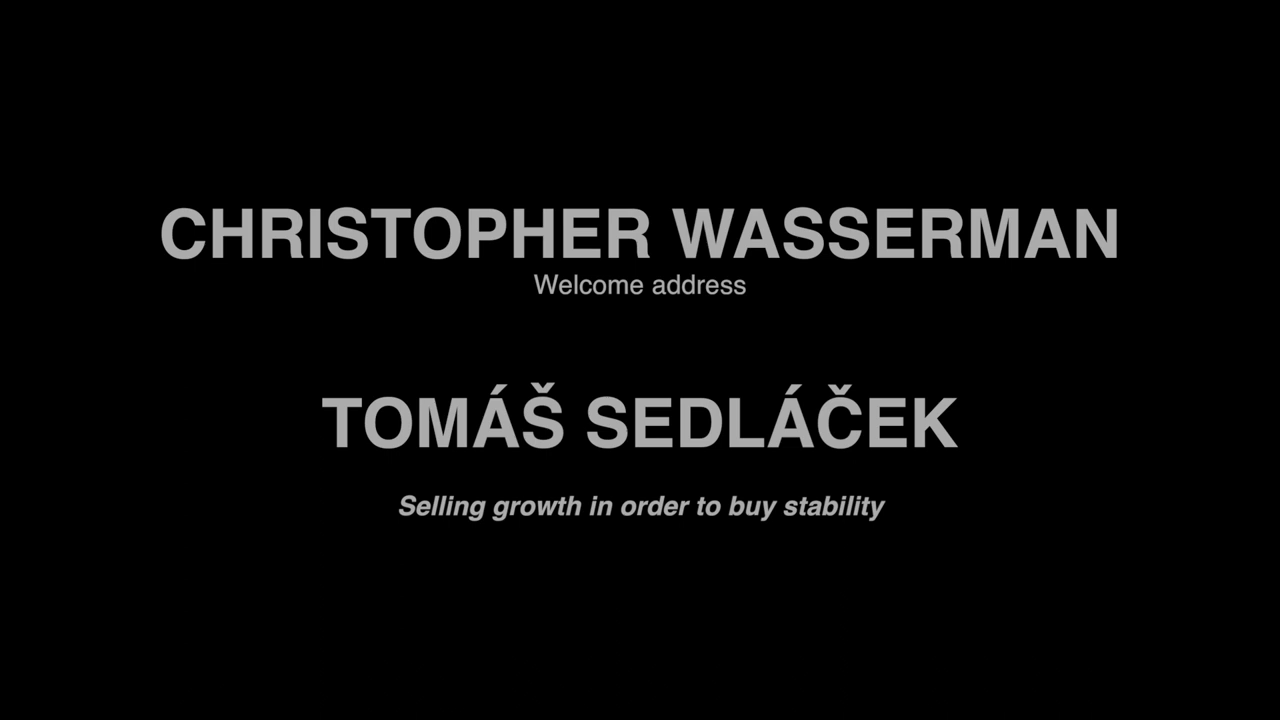 CHRISTOPHER WASSERMAN
Welcome address
TOMÁŠ SEDLÁČEK
Selling growth in order to buy stability